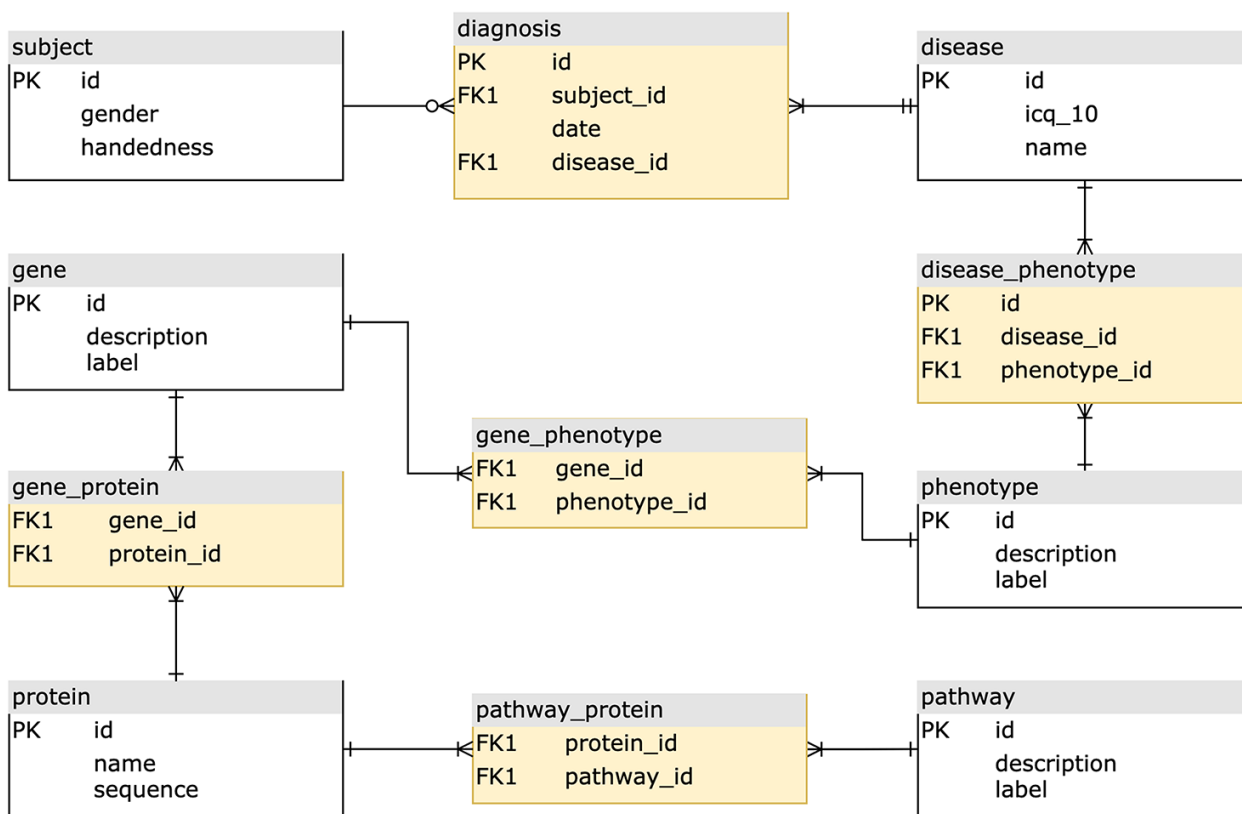 subject
PK id
gender
handedness
diagnosis
PK id
FK1 subject_id
date
FK1 disease_id
disease
PK id
icq_10
name
gene
PK id
description
label
disease_phenotype
PK id
FK1 disease_id
FK1 phenotype_id
gene_phenotype
FK1 gene_id
FK1 phenotype_id
gene_protein
FK1 gene_id
FK1 protein_id
phenotype
PK id
description
label
protein
PK id
name
sequence
pathway_protein
FK1 protein_id
FK1 pathway_id
pathway
PK id
description
label